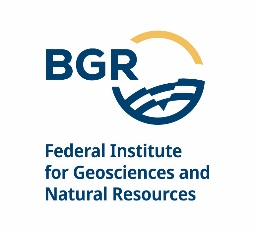 BGR
Federal Institute
for Geosciences and
Natural Resources